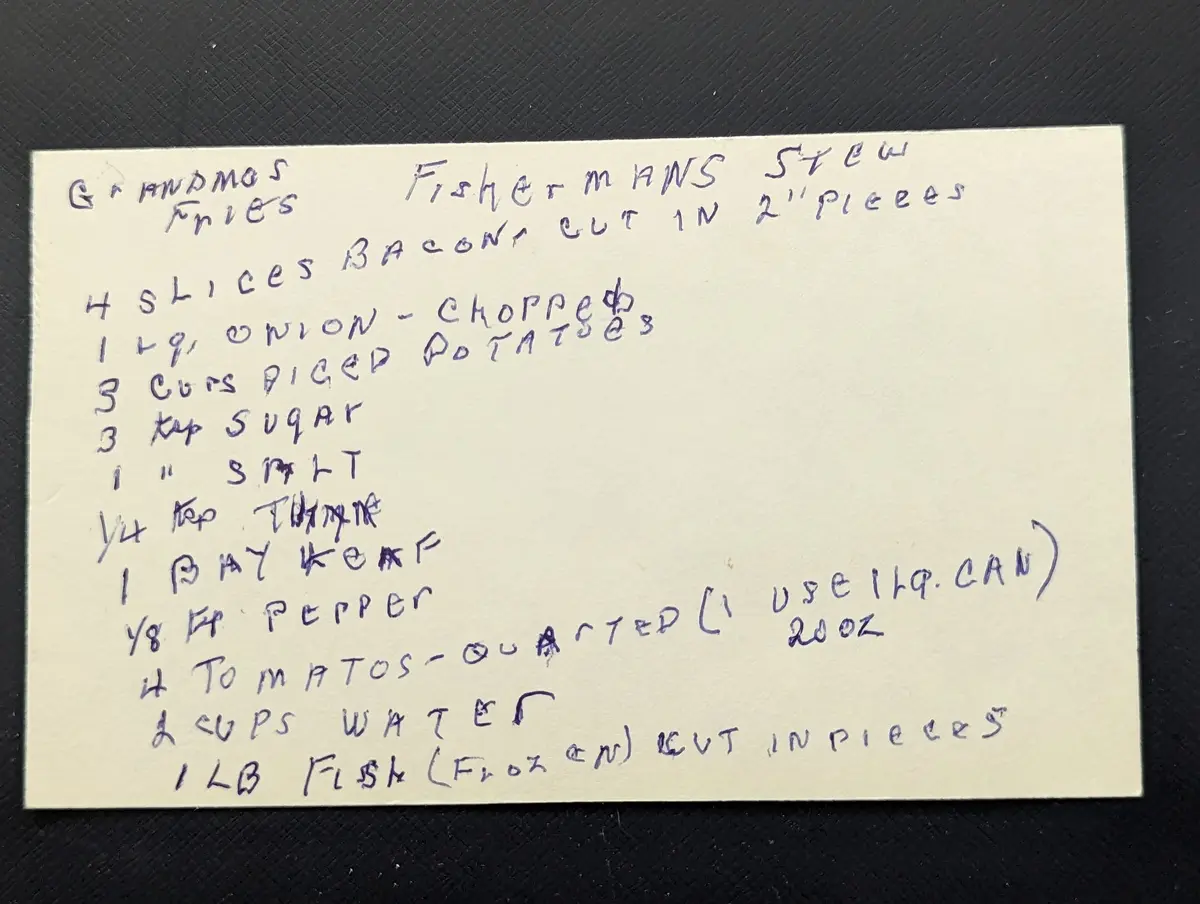 GrANDMAS FISHErMANS STEW
FrIES
4 SLICES BACON, CUT IN 2" PIECES
1 Lg. ONION - CHOPPED
3 CUPS DICED POTATOES
3 tsp SUgAr
1 " SALT
1/4 tsp THYME
1 BAY LEAF
1/8 tsp PEPPEr
4 TOMATOS - QUArTED (I USE 1 Lg. CAN)
20 OZ
2 CUPS WATEr
1 LB FISH (FrOZEN) CUT IN PIECES